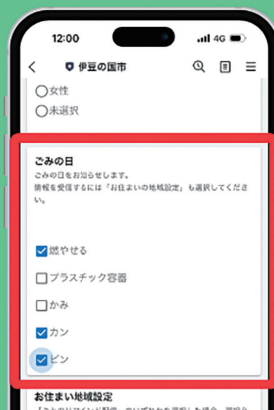 12:00
4G
伊豆の国市
女性
未選択
ごみの日
ごみの日をお知らせします。
情報を受信するには「お住まいの地域設定」も選択してくださ
い。
燃やせる
プラスチック容器
かみ
カン
ビン
お住まい地域設定